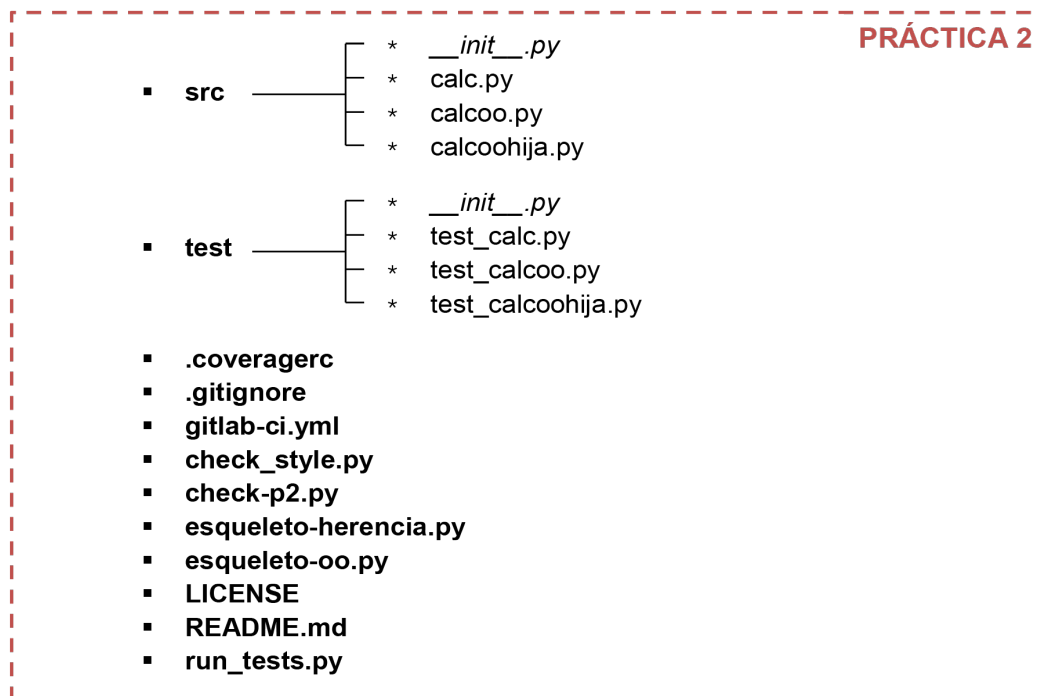 PRÁCTICA 2
▪ src
* __init__.py
* calc.py
* calcoo.py
* calcoohija.py
▪ test
* __init__.py
* test_calc.py
* test_calcoo.py
* test_calcoohija.py
▪ .coveragerc
▪ .gitignore
▪ gitlab-ci.yml
▪ check_style.py
▪ check-p2.py
▪ esqueleto-herencia.py
▪ esqueleto-oo.py
▪ LICENSE
▪ README.md
▪ run_tests.py